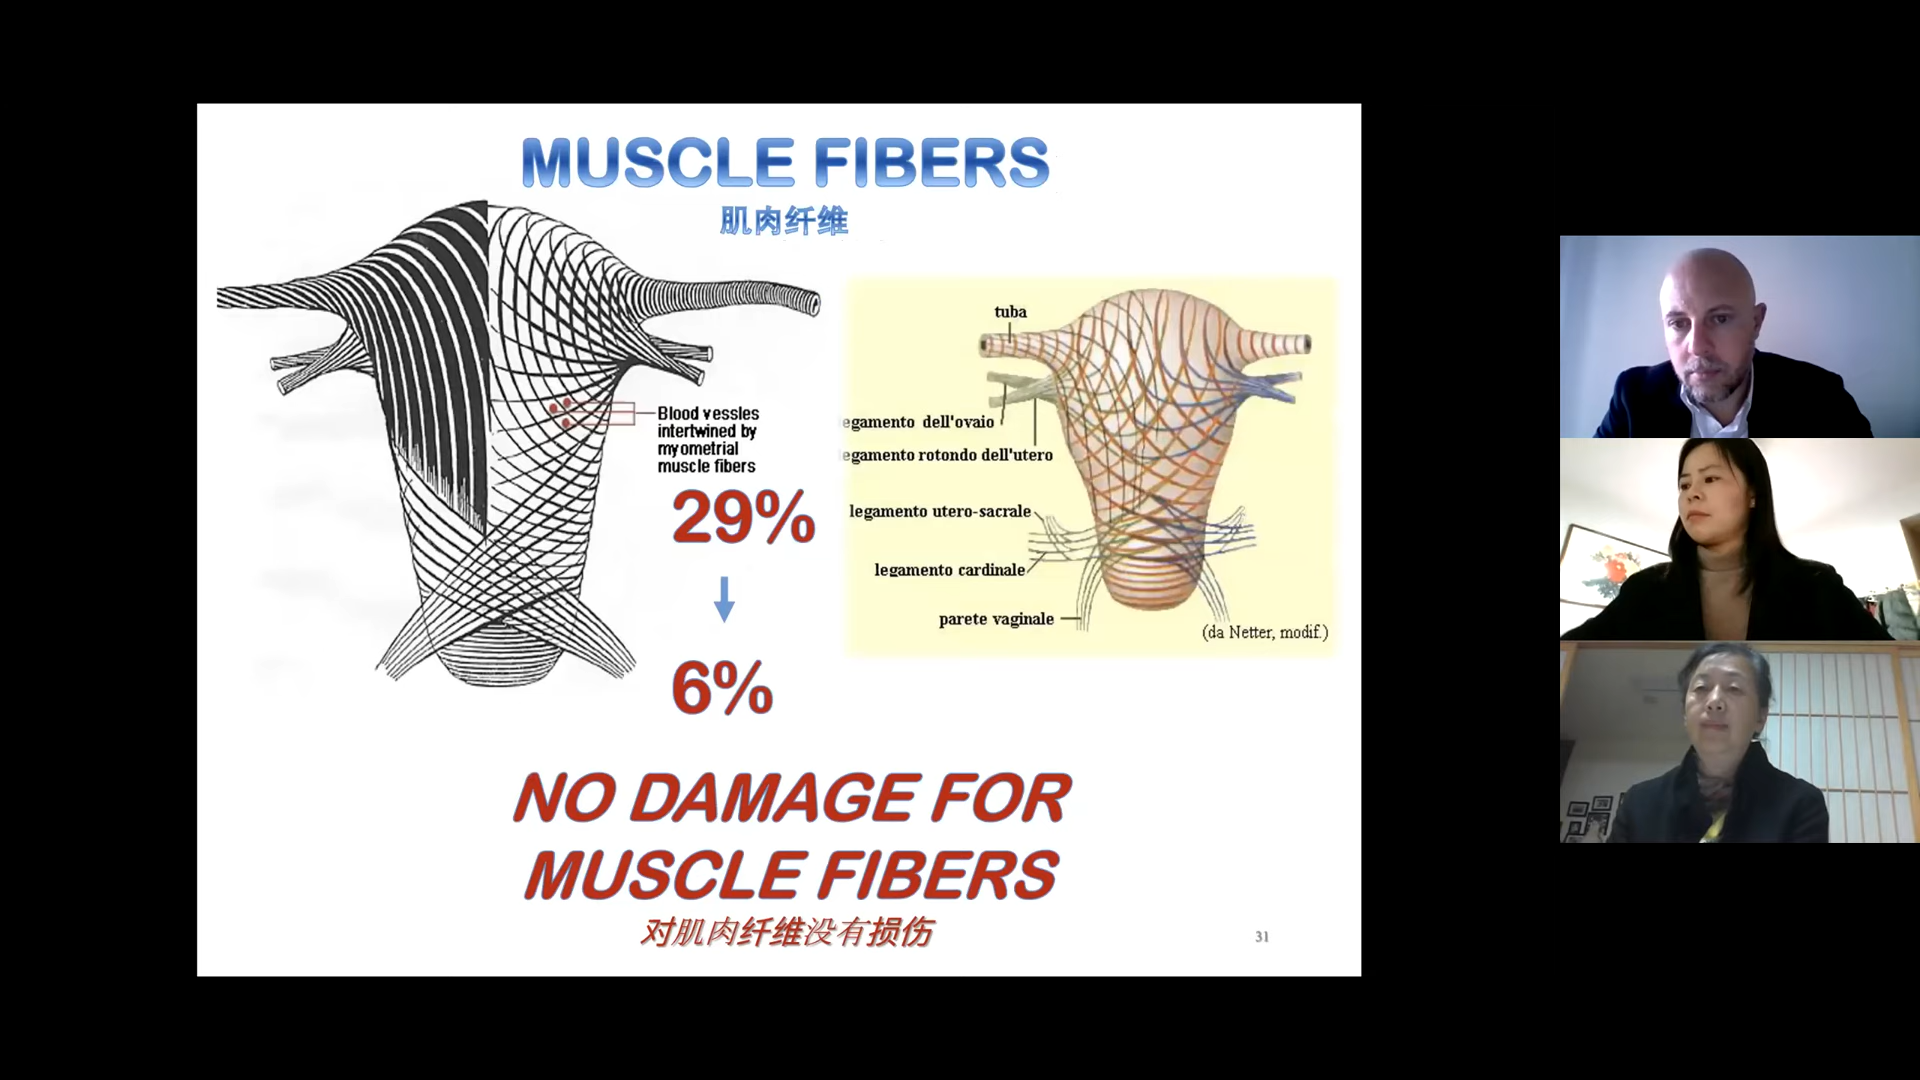 MUSCLE FIBERS
肌肉纤维
Blood vessles
intertwined by
myometrial
muscle fibers
29%
6%
tuba
egamento dell'ovaio
egamento rotondo dell'utero
legamento utero-sacrale
legamento cardinale
parete vaginale
(da Netter, modif.)
NO DAMAGE FOR
MUSCLE FIBERS
对肌肉纤维没有损伤
31